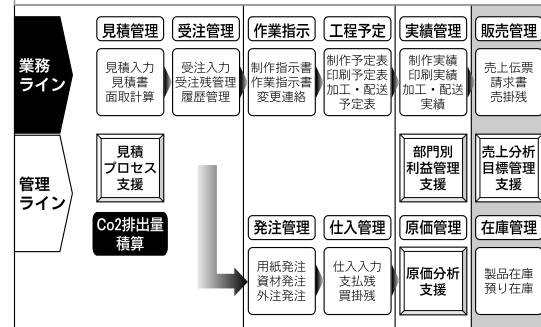 見積管理
受注管理
作業指示
工程予定
実績管理
販売管理
業務
ライン
見積入力
見積書
面取計算
受注入力
受注残管理
履歴管理
制作指示書
作業指示書
変更連絡
制作予定表
印刷予定表
加工・配送
予定表
制作実績
印刷実績
加工・配送
実績
売上伝票
請求書
売掛残
管理
ライン
見積
プロセス
支援
部門別
利益管理
支援
売上分析
目標管理
支援
Co2排出量
積算
発注管理
仕入管理
原価管理
在庫管理
用紙発注
資材発注
外注発注
仕入入力
支払残
買掛残
原価分析
支援
製品在庫
預り在庫